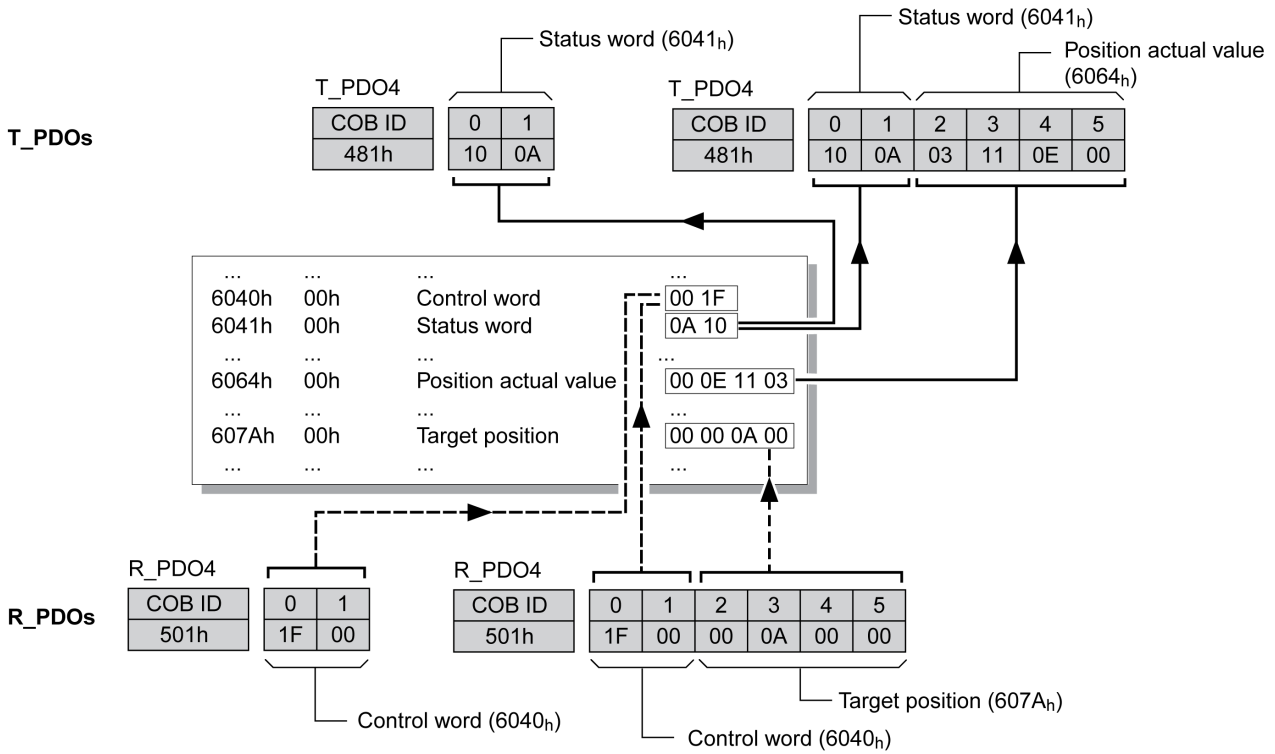 Status word (6041h)
Status word (6041h)
Position actual value
(6064h)
T_PDO4
T_PDO4
T_PDOs
COB ID 0 1
481h 10 0A
COB ID 0 1 2 3 4 5
481h 10 0A 03 11 0E 00
... ... ... ...
6040h 00h Control word 00 1F
6041h 00h Status word 0A 10
... ... ... ...
6064h 00h Position actual value 00 0E 11 03
... ... ... ...
607Ah 00h Target position 00 00 0A 00
... ... ... ...
R_PDO4
R_PDO4
R_PDOs
COB ID 0 1
501h 1F 00
COB ID 0 1 2 3 4 5
501h 1F 00 00 0A 00 00
Target position (607Ah)
Control word (6040h)
Control word (6040h)